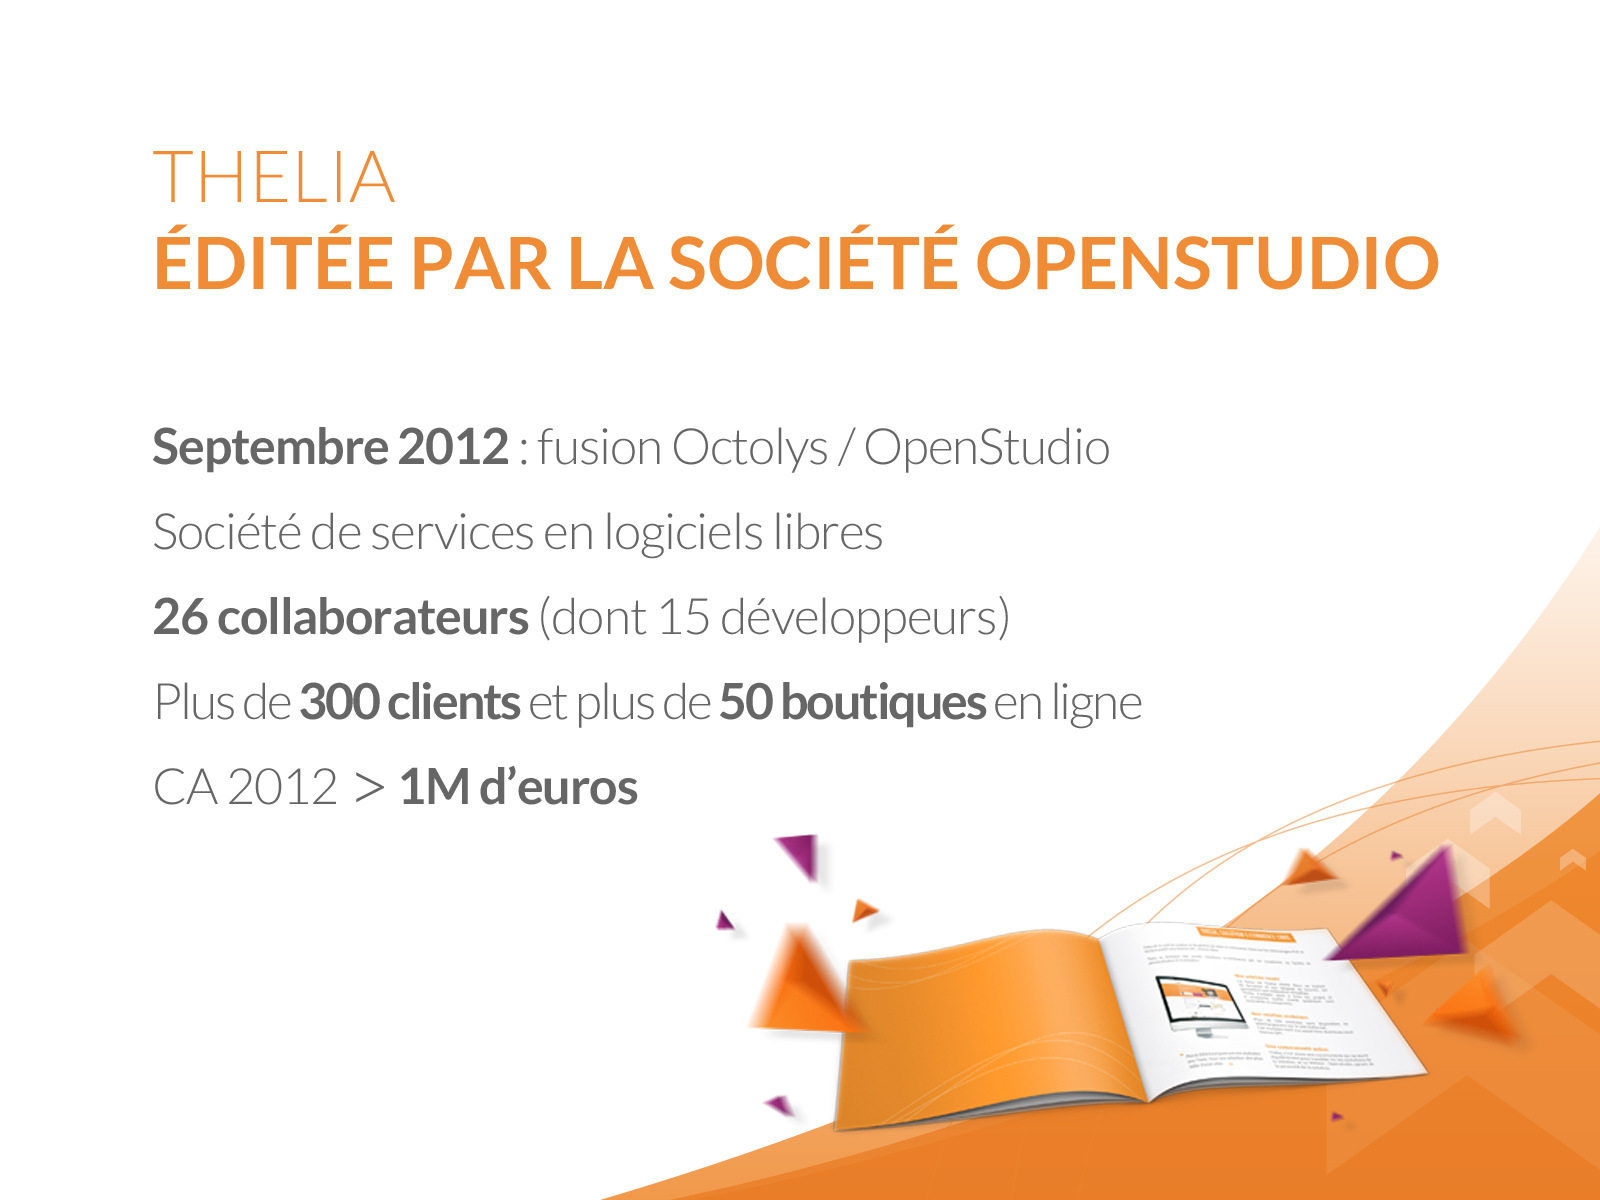 THELIA
ÉDITÉE PAR LA SOCIÉTÉ OPENSTUDIO
Septembre 2012 : fusion Octolys / OpenStudio
Société de services en logiciels libres
26 collaborateurs (dont 15 développeurs)
Plus de 300 clients et plus de 50 boutiques en ligne
CA 2012 > 1M d’euros